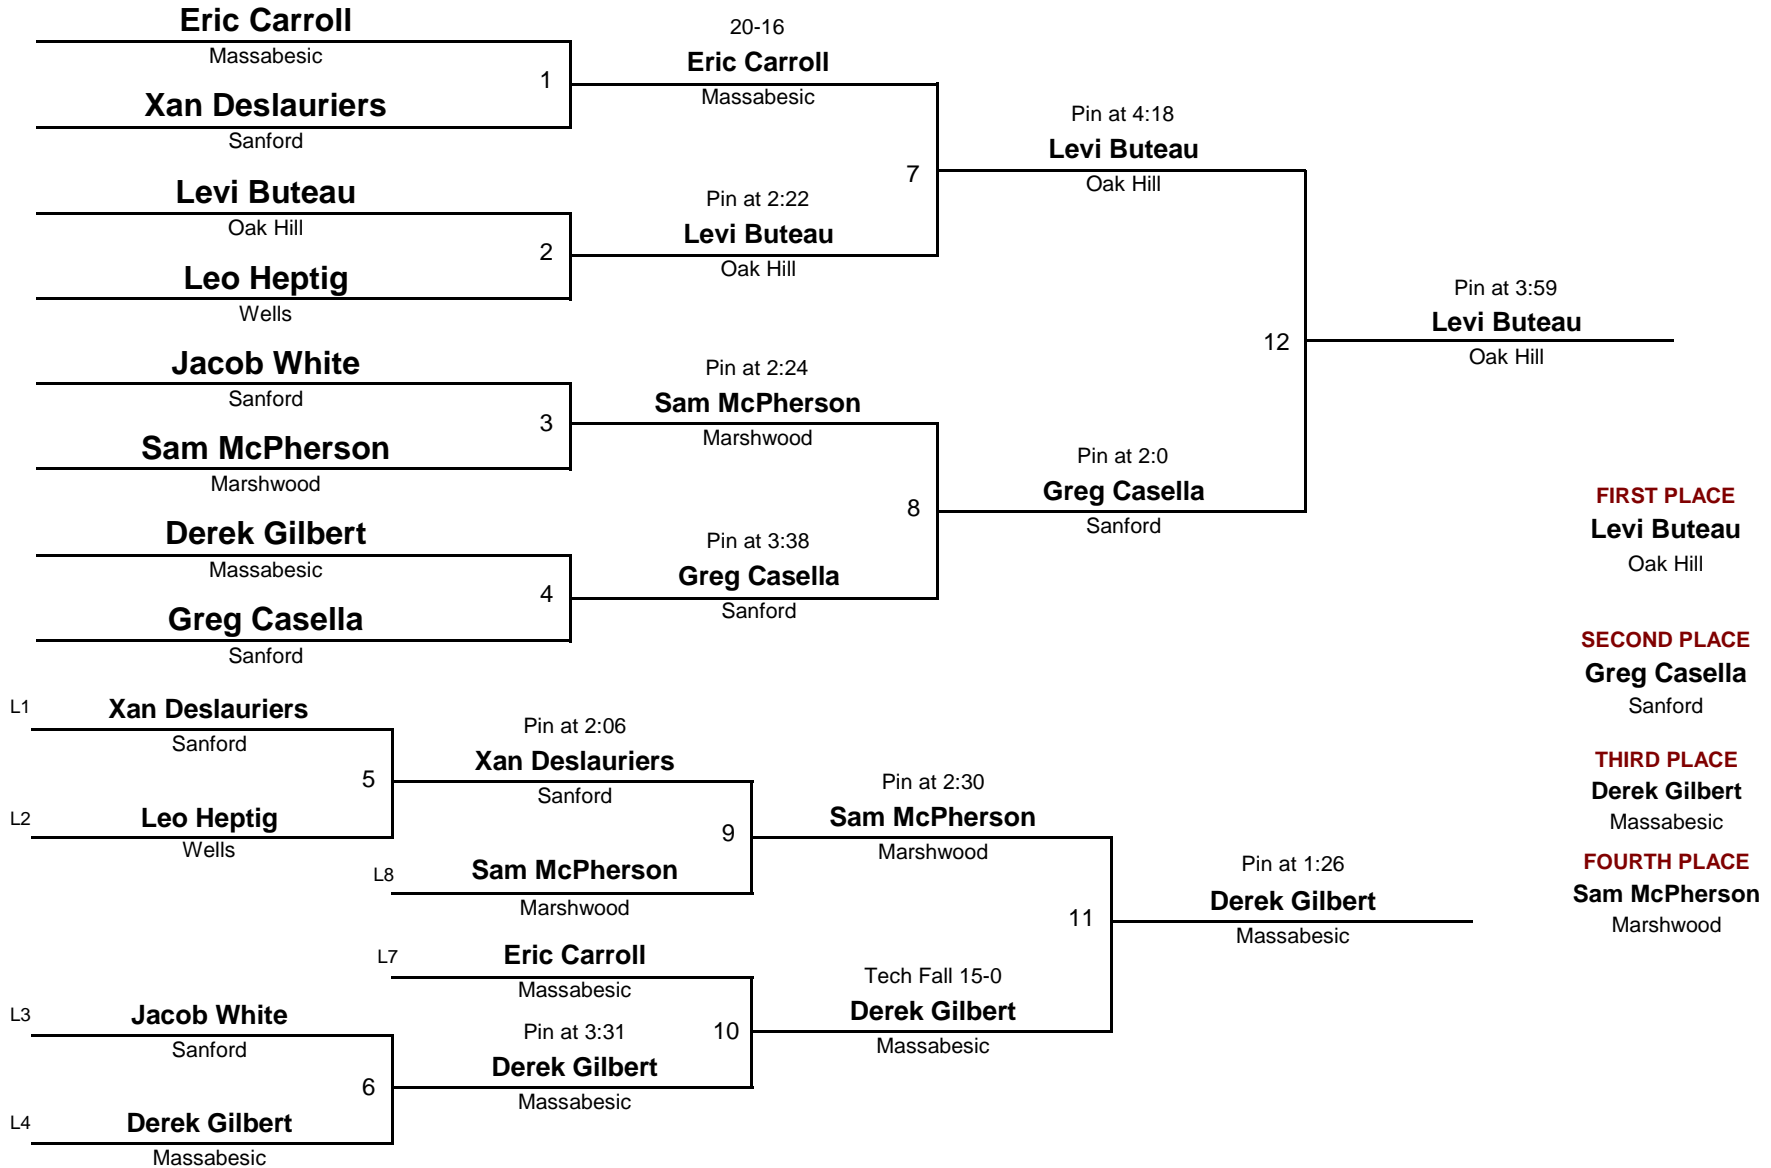 Eric Carroll
Massabesic
1
Xan Deslauriers
Sanford
Levi Buteau
Oak Hill
2
Leo Heptig
Wells
Jacob White
Sanford
3
Sam McPherson
Marshwood
Derek Gilbert
Massabesic
4
Greg Casella
Sanford
20-16
Eric Carroll
Massabesic
7
Pin at 2:22
Levi Buteau
Oak Hill
Pin at 2:24
Sam McPherson
Marshwood
8
Pin at 3:38
Greg Casella
Sanford
Pin at 4:18
Levi Buteau
Oak Hill
12
Pin at 2:0
Greg Casella
Sanford
Pin at 3:59
Levi Buteau
Oak Hill
FIRST PLACE
Levi Buteau
Oak Hill
SECOND PLACE
Greg Casella
Sanford
THIRD PLACE
Derek Gilbert
Massabesic
FOURTH PLACE
Sam McPherson
Marshwood
L1
Xan Deslauriers
Sanford
5
L2
Leo Heptig
Wells
L3
Jacob White
Sanford
6
L4
Derek Gilbert
Massabesic
Pin at 2:06
Xan Deslauriers
Sanford
9
L8
Sam McPherson
Marshwood
L7
Eric Carroll
Massabesic
10
Pin at 3:31
Derek Gilbert
Massabesic
Pin at 2:30
Sam McPherson
Marshwood
11
Tech Fall 15-0
Derek Gilbert
Massabesic
Pin at 1:26
Derek Gilbert
Massabesic